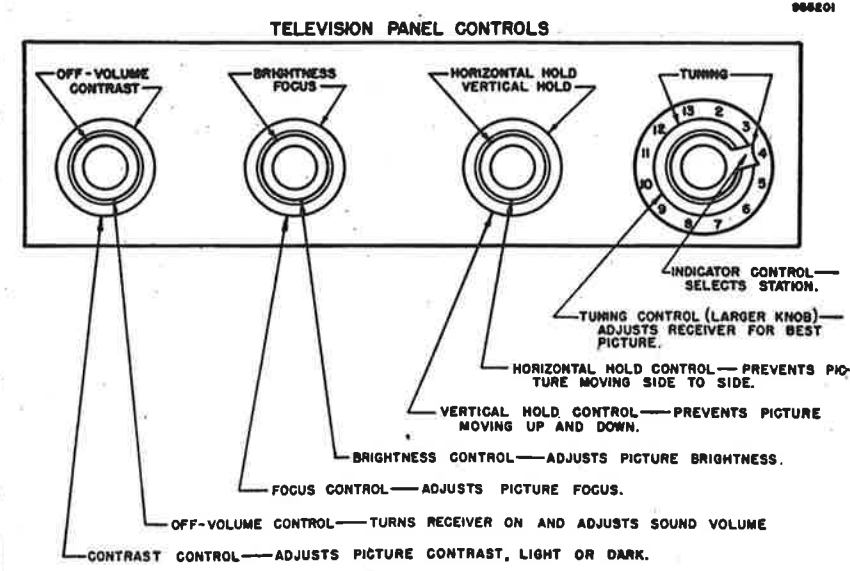 966201
TELEVISION PANEL CONTROLS
OFF-VOLUME
CONTRAST
BRIGHTNESS
FOCUS
HORIZONTAL HOLD
VERTICAL HOLD
TUNING
13 2
12 3
11 4
10 5
9 6
8 7
INDICATOR CONTROL—
SELECTS STATION.
TUNING CONTROL (LARGER KNOB)—
ADJUSTS RECEIVER FOR BEST
PICTURE.
HORIZONTAL HOLD CONTROL—PREVENTS PIC-
TURE MOVING SIDE TO SIDE.
VERTICAL HOLD CONTROL—PREVENTS PICTURE
MOVING UP AND DOWN.
BRIGHTNESS CONTROL—ADJUSTS PICTURE BRIGHTNESS.
FOCUS CONTROL—ADJUSTS PICTURE FOCUS.
OFF-VOLUME CONTROL—TURNS RECEIVER ON AND ADJUSTS SOUND VOLUME
CONTRAST CONTROL—ADJUSTS PICTURE CONTRAST, LIGHT OR DARK.